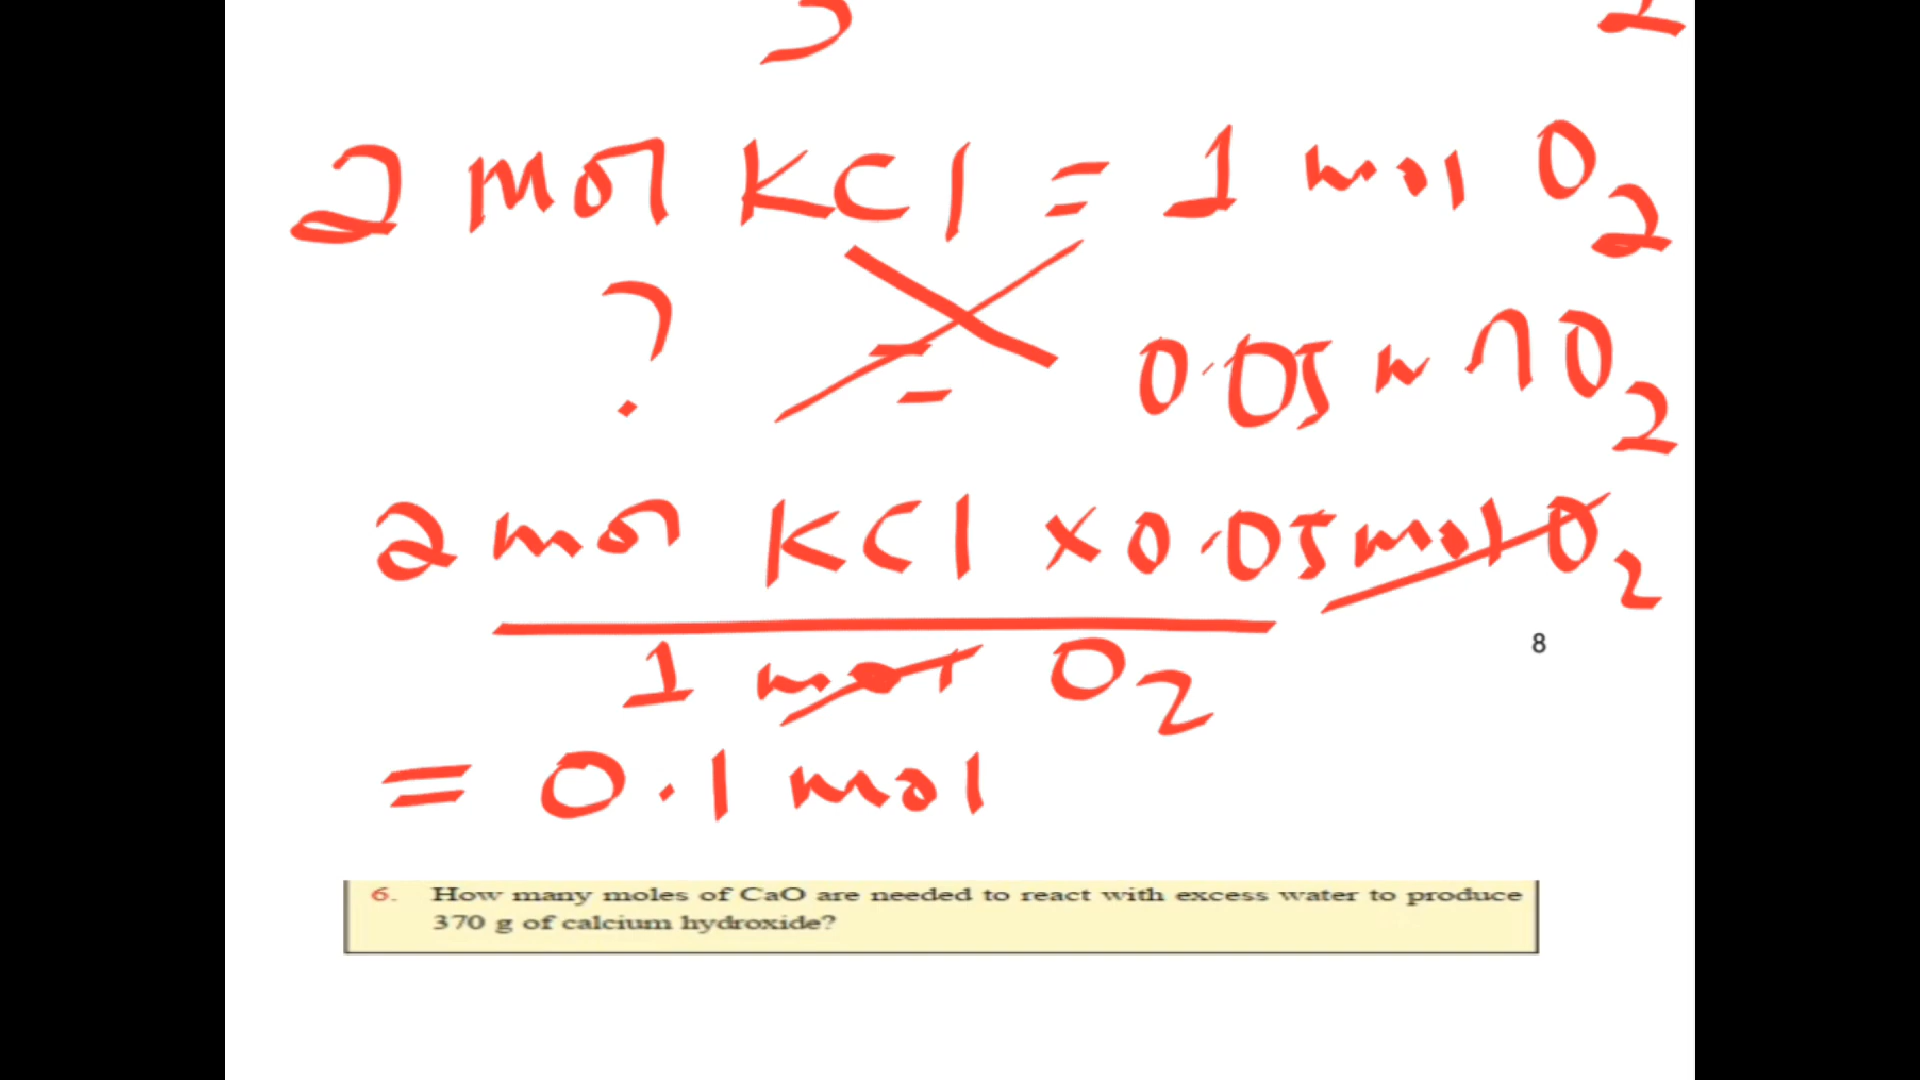 2 mol KCl = 1 mol O2
? = 0.05 m O2
2 mol KCl × 0.05 mol O2
1 mol O2
8
= 0.1 mol
6. How many moles of CaO are needed to react with excess water to produce
370 g of calcium hydroxide?